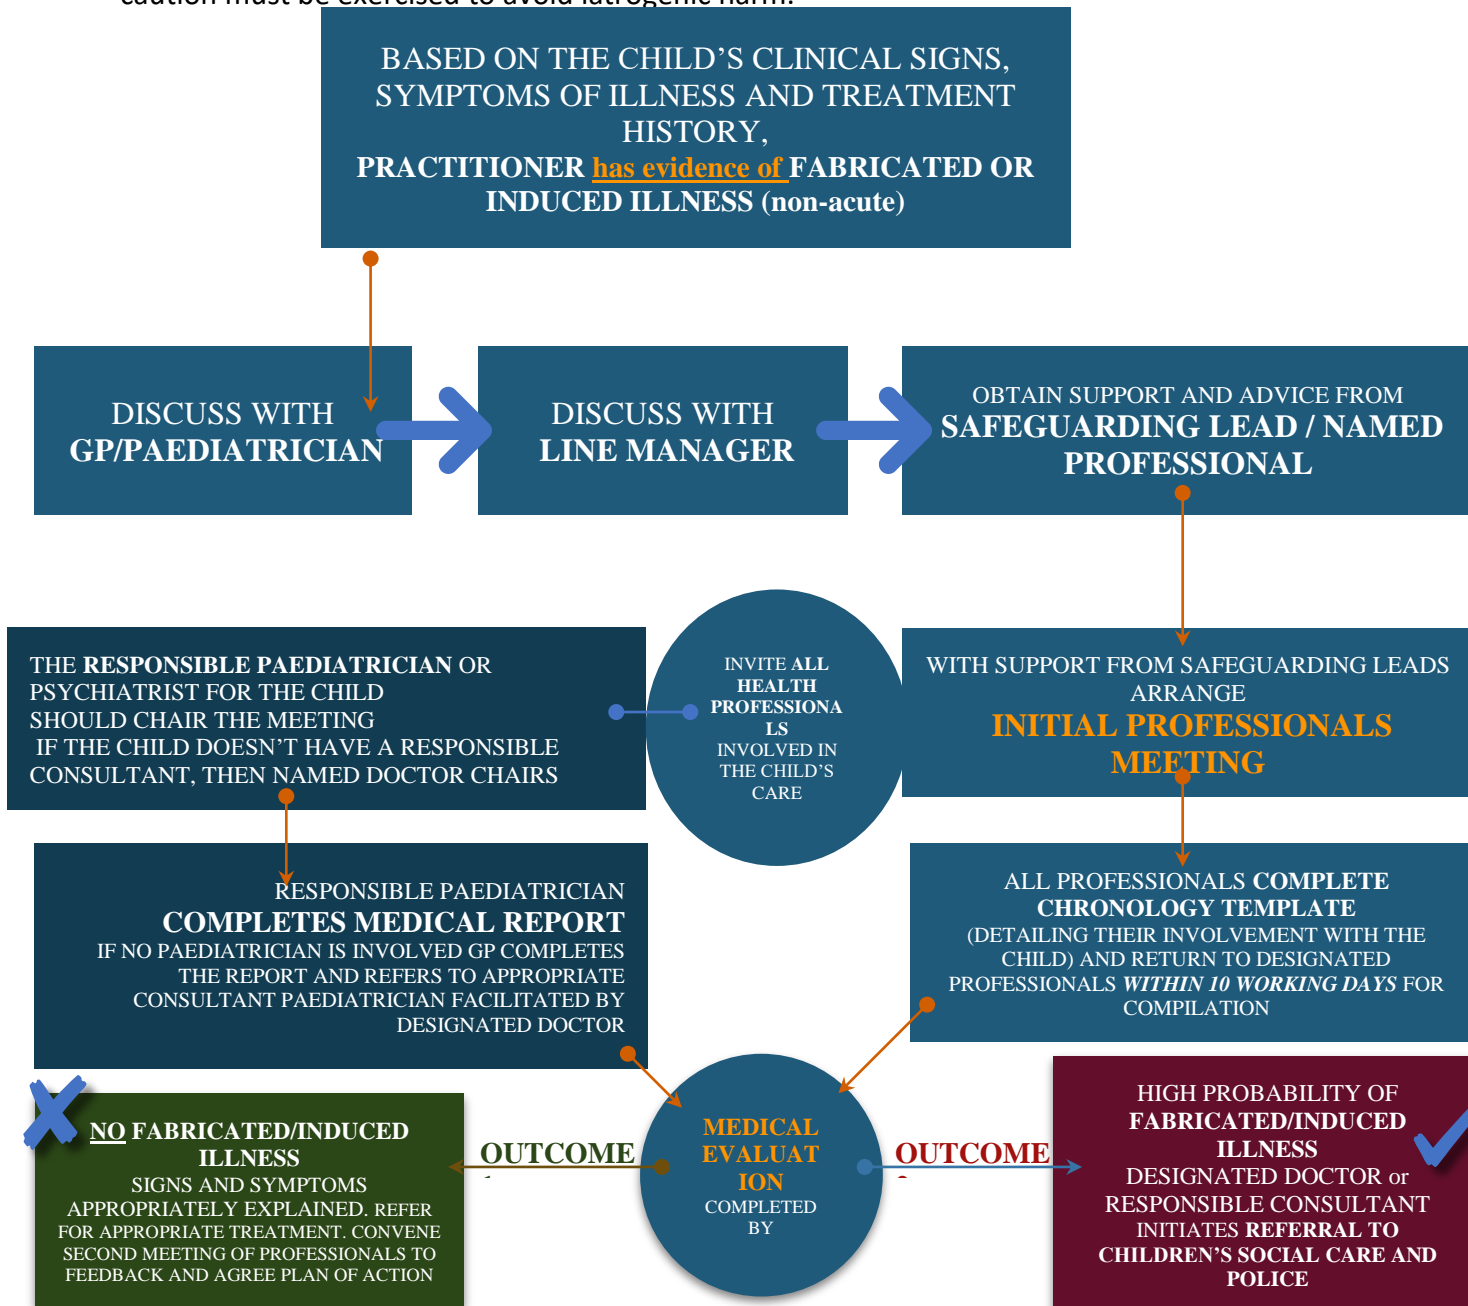 caution must be exercised to avoid iatrogenic harm.
BASED ON THE CHILD’S CLINICAL SIGNS,
SYMPTOMS OF ILLNESS AND TREATMENT
HISTORY,
PRACTITIONER has evidence of FABRICATED OR
INDUCED ILLNESS (non-acute)
DISCUSS WITH
GP/PAEDIATRICIAN
DISCUSS WITH
LINE MANAGER
OBTAIN SUPPORT AND ADVICE FROM
SAFEGUARDING LEAD / NAMED
PROFESSIONAL
THE RESPONSIBLE PAEDIATRICIAN OR
PSYCHIATRIST FOR THE CHILD
SHOULD CHAIR THE MEETING
IF THE CHILD DOESN’T HAVE A RESPONSIBLE
CONSULTANT, THEN NAMED DOCTOR CHAIRS
INVITE ALL
HEALTH
PROFESSIONA
LS
INVOLVED IN
THE CHILD’S
CARE
WITH SUPPORT FROM SAFEGUARDING LEADS
ARRANGE
INITIAL PROFESSIONALS
MEETING
RESPONSIBLE PAEDIATRICIAN
COMPLETES MEDICAL REPORT
IF NO PAEDIATRICIAN IS INVOLVED GP COMPLETES
THE REPORT AND REFERS TO APPROPRIATE
CONSULTANT PAEDIATRICIAN FACILITATED BY
DESIGNATED DOCTOR
ALL PROFESSIONALS COMPLETE
CHRONOLOGY TEMPLATE
(DETAILING THEIR INVOLVEMENT WITH THE
CHILD) AND RETURN TO DESIGNATED
PROFESSIONALS WITHIN 10 WORKING DAYS FOR
COMPILATION
NO FABRICATED/INDUCED
ILLNESS
SIGNS AND SYMPTOMS
APPROPRIATELY EXPLAINED. REFER
FOR APPROPRIATE TREATMENT. CONVENE
SECOND MEETING OF PROFESSIONALS TO
FEEDBACK AND AGREE PLAN OF ACTION
OUTCOME
MEDICAL
EVALUAT
ION
COMPLETED
BY
OUTCOME
HIGH PROBABILITY OF
FABRICATED/INDUCED
ILLNESS
DESIGNATED DOCTOR or
RESPONSIBLE CONSULTANT
INITIATES REFERRAL TO
CHILDREN’S SOCIAL CARE AND
POLICE